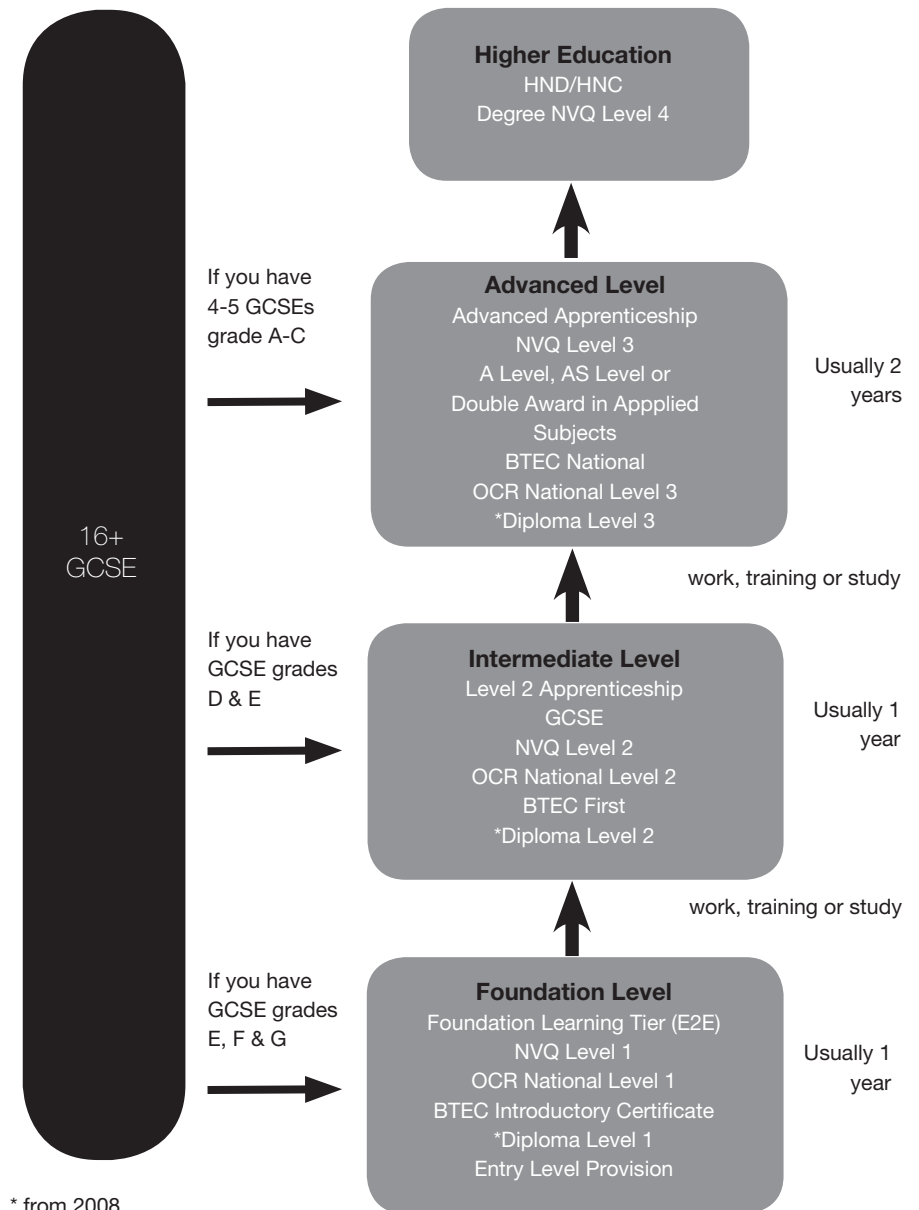 Higher Education
HND/HNC
Degree NVQ Level 4
If you have
4-5 GCSEs
grade A-C
Advanced Level
Advanced Apprenticeship
NVQ Level 3
A Level, AS Level or
Double Award in Appplied
Subjects
BTEC National
OCR National Level 3
*Diploma Level 3
Usually 2
years
16+
GCSE
work, training or study
If you have
GCSE grades
D & E
Intermediate Level
Level 2 Apprenticeship
GCSE
NVQ Level 2
OCR National Level 2
BTEC First
*Diploma Level 2
Usually 1
year
work, training or study
If you have
GCSE grades
E, F & G
Foundation Level
Foundation Learning Tier (E2E)
NVQ Level 1
OCR National Level 1
BTEC Introductory Certificate
*Diploma Level 1
Entry Level Provision
Usually 1
year
* from 2008